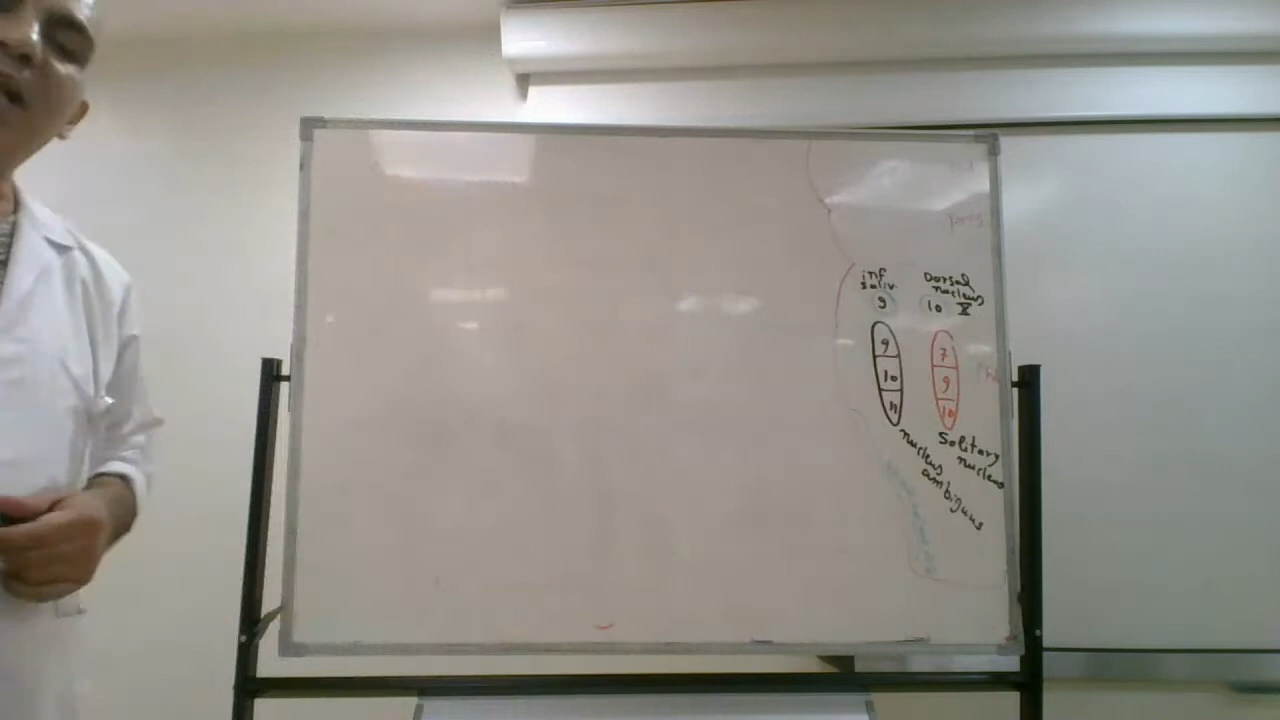 inf
saliv.
9
Dorsal
nucleus
10 X
9
10
11
7
9
10
nucleus
ambiguus
Solitary
nucleus